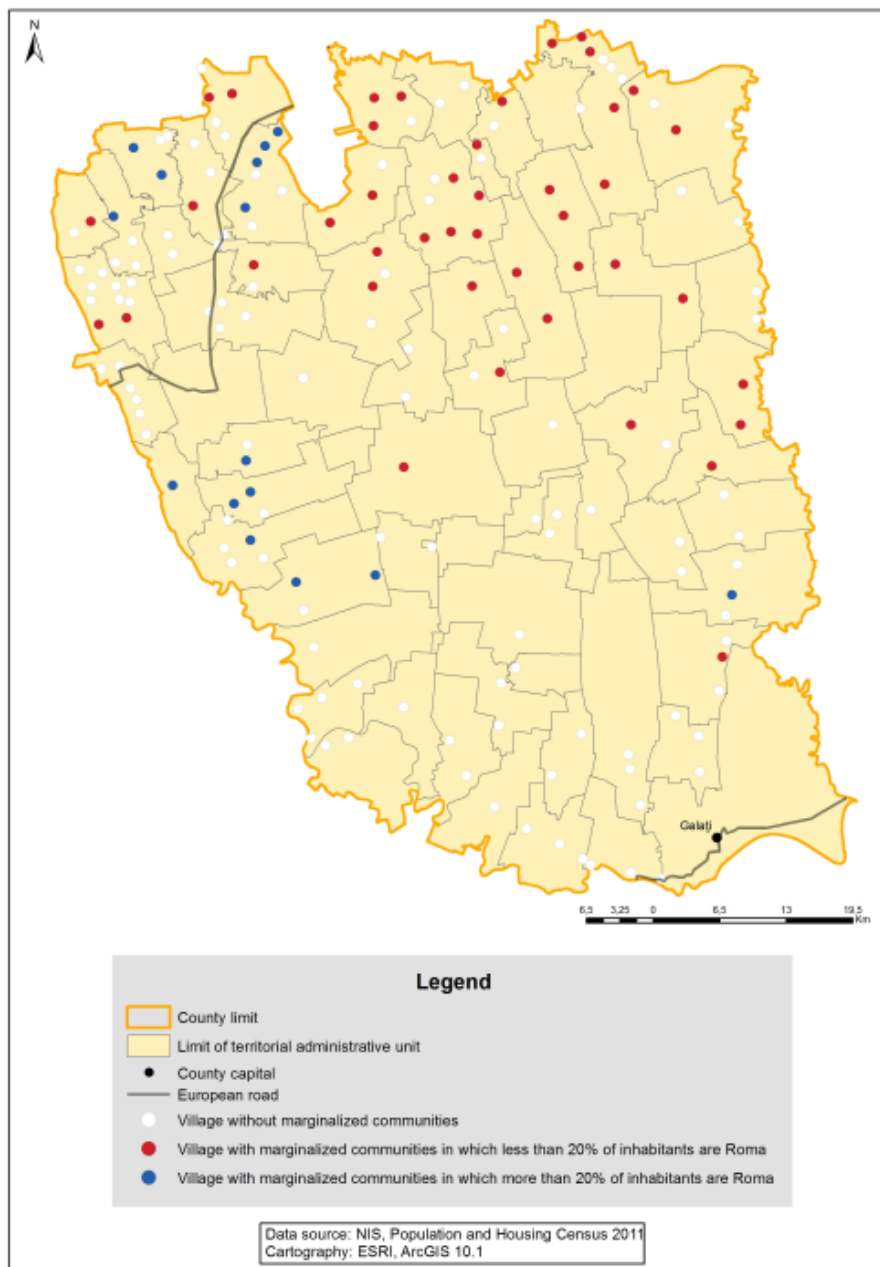 N
Galați
6,5 3,25 0 6,5 13 19,5
Km
Legend
County limit
Limit of territorial administrative unit
County capital
European road
Village without marginalized communities
Village with marginalized communities in which less than 20% of inhabitants are Roma
Village with marginalized communities in which more than 20% of inhabitants are Roma
Data source: NIS, Population and Housing Census 2011
Cartography: ESRI, ArcGIS 10.1